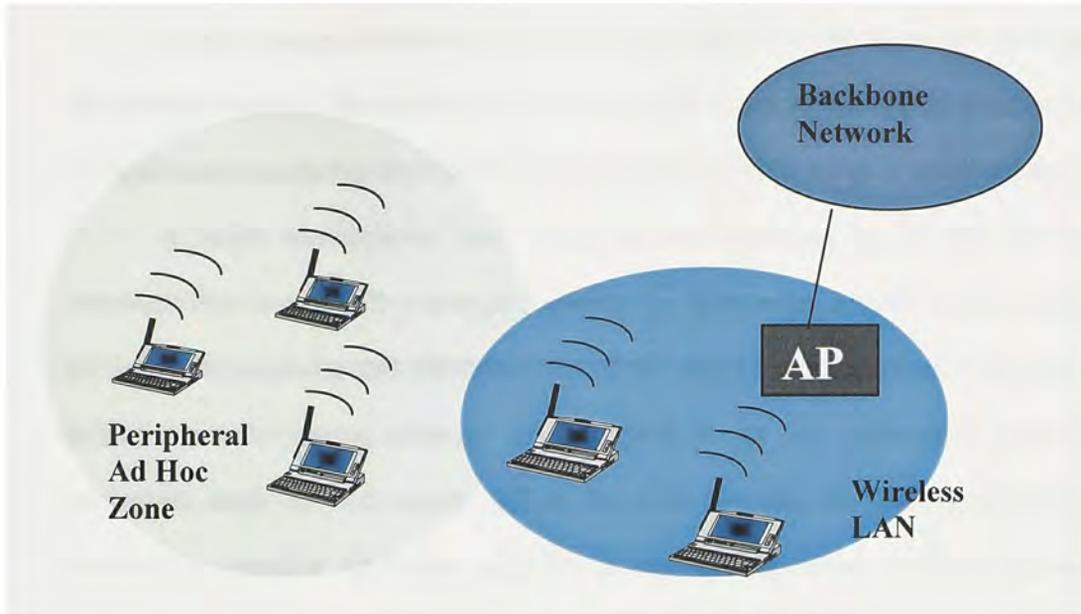 Backbone
Network
AP
Peripheral
Ad Hoc
Zone
Wireless
LAN